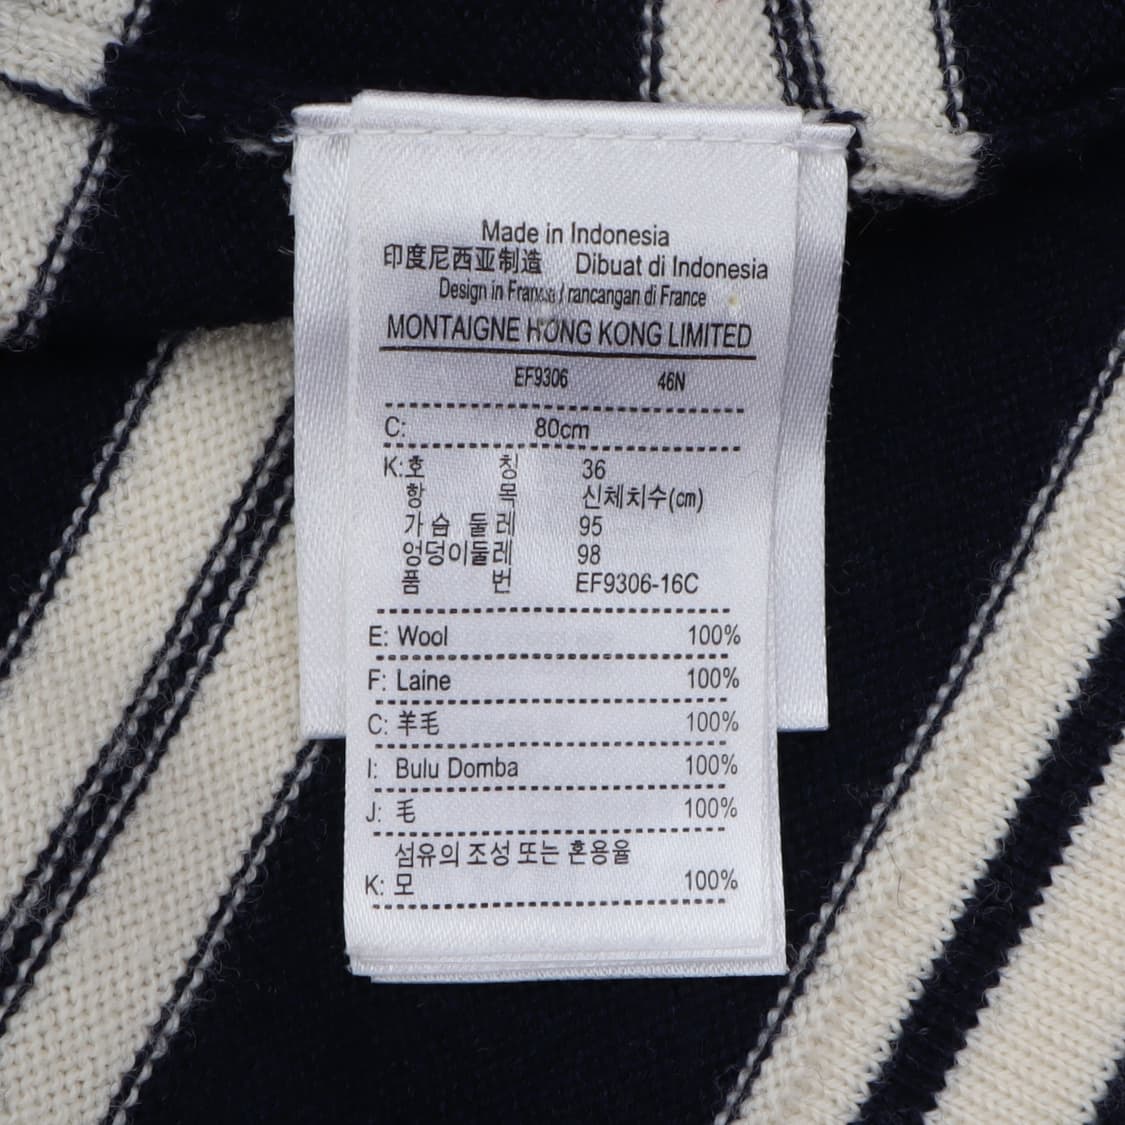 Made in Indonesia
印度尼西亚制造 Dibuat di Indonesia
Design in France / rancangan di France
MONTAIGNE HONG KONG LIMITED
EF9306 46N
C: 80cm
K:호 칭 36
항 목 신체치수(㎝)
가 슴 둘 레 95
엉덩이둘레 98
품 번 EF9306-16C
E: Wool 100%
F: Laine 100%
C: 羊毛 100%
I: Bulu Domba 100%
J: 毛 100%
섬유의 조성 또는 혼용율
K: 모 100%